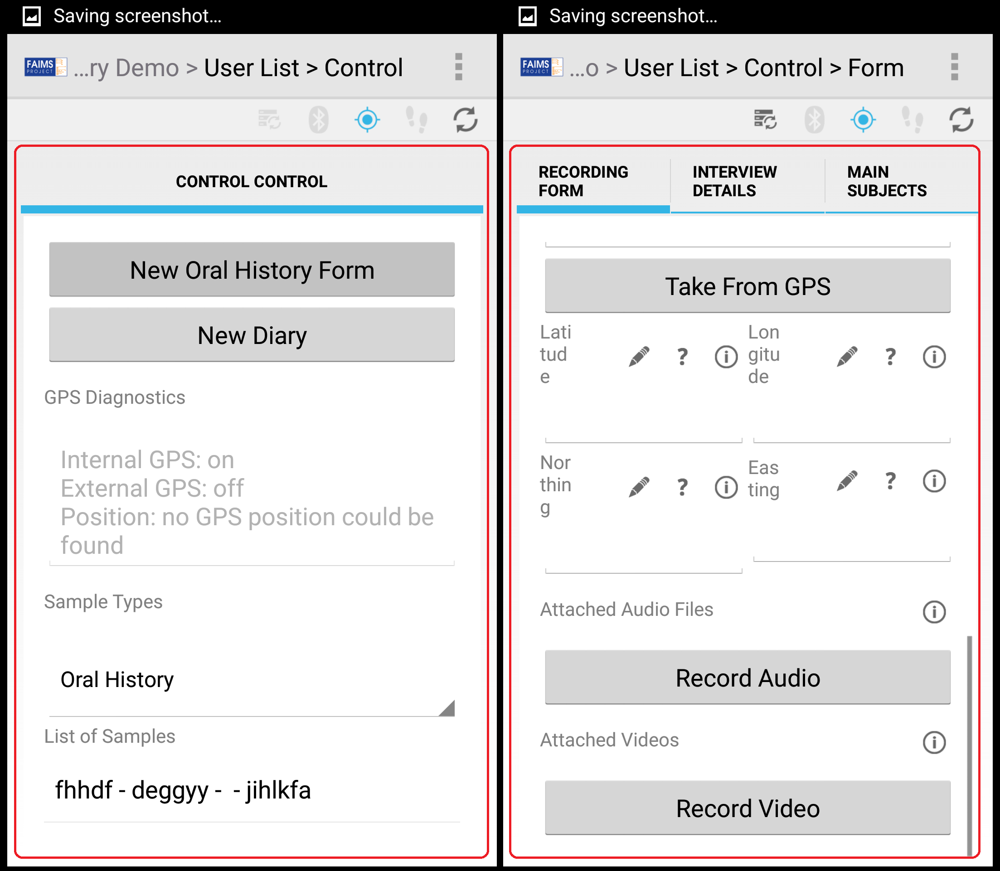 Saving screenshot...
FAIMS
PROJECT
...ry Demo > User List > Control
CONTROL CONTROL
New Oral History Form
New Diary
GPS Diagnostics
Internal GPS: on
External GPS: off
Position: no GPS position could be
found
Sample Types
Oral History
List of Samples
fhhdf - deggyy -  - jihlkfa
Saving screenshot...
FAIMS
PROJECT
...o > User List > Control > Form
RECORDING
FORM
INTERVIEW
DETAILS
MAIN
SUBJECTS
Take From GPS
Lati
tud
e
?
Lon
gitu
de
?
Nor
thin
g
?
Eas
ting
?
Attached Audio Files
Record Audio
Attached Videos
Record Video